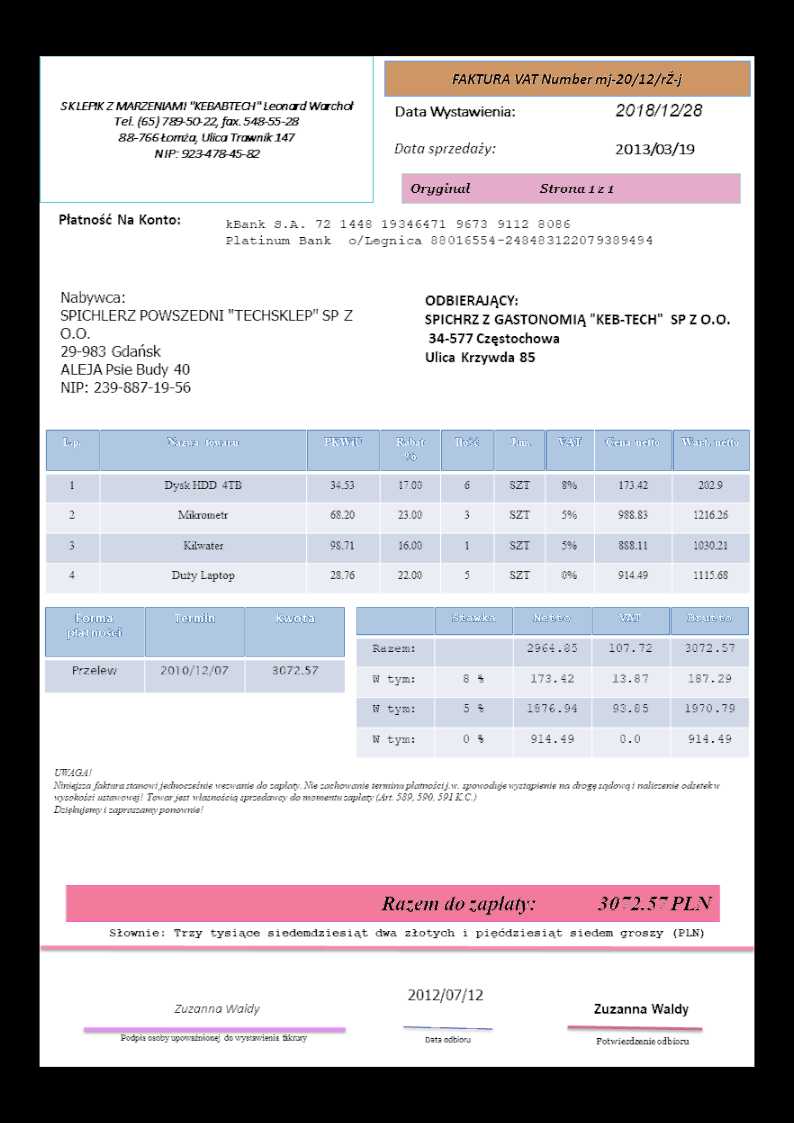 FAKTURA VAT Number mj-20/12/rŻ-j
SKLEPIK Z MARZENIAMI "KEBABTECH" Leonard Warchoł
Tel. (65) 789-50-22, fax. 548-55-28
88-766 Łomża, Ulica Trawnik 147
NIP: 923-478-45-82
Data Wystawienia: 2018/12/28
Data sprzedaży: 2013/03/19
Oryginał Strona 1 z 1
Płatność Na Konto:
kBank S.A. 72 1448 19346471 9673 9112 8086
Platinum Bank o/Legnica 88016554-248483122079389494
Nabywca:
SPICHLERZ POWSZEDNI "TECHSKLEP" SP Z
O.O.
29-983 Gdańsk
ALEJA Psie Budy 40
NIP: 239-887-19-56
ODBIERAJĄCY:
SPICHRZ Z GASTONOMIĄ "KEB-TECH" SP Z O.O.
34-577 Częstochowa
Ulica Krzywda 85
L.p. Nazwa towaru PKWiU Rabat % Ilość J.m. VAT Cena netto Wart. netto
1 Dysk HDD 4TB 34.53 17.00 6 SZT 8% 173.42 202.9
2 Mikrometr 68.20 23.00 3 SZT 5% 988.83 1216.26
3 Kilwater 98.71 16.00 1 SZT 5% 888.11 1030.21
4 Duży Laptop 28.76 22.00 5 SZT 0% 914.49 1115.68
Forma płatności Termin Kwota
Przelew 2010/12/07 3072.57
Stawka Netto VAT Brutto
Razem: 2964.85 107.72 3072.57
W tym: 8 % 173.42 13.87 187.29
W tym: 5 % 1876.94 93.85 1970.79
W tym: 0 % 914.49 0.0 914.49
UWAGA!
Niniejsza faktura stanowi jednocześnie wezwanie do zapłaty. Nie zachowanie terminu płatności j.w. spowoduje wystąpienie na drogę sądową i naliczenie odsetek w
wysokości ustawowej! Towar jest własnością sprzedawcy do momentu zapłaty (Art. 589, 590, 591 K.C.)
Dziękujemy i zapraszamy ponownie!
Razem do zapłaty: 3072.57 PLN
Słownie: Trzy tysiące siedemdziesiąt dwa złotych i pięćdziesiąt siedem groszy (PLN)
Zuzanna Waldy
Podpis osoby upoważnionej do wystawienia faktury
2012/07/12
Data odbioru
Zuzanna Waldy
Potwierdzenie odbioru